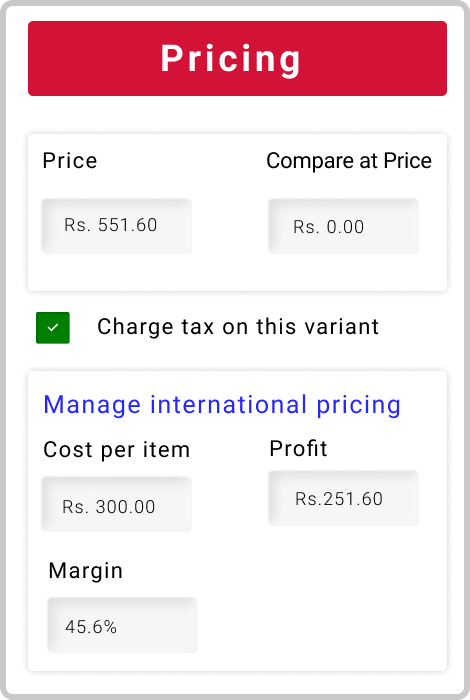 Pricing
Price
Compare at Price
Rs. 551.60
Rs. 0.00
Charge tax on this variant
Manage international pricing
Cost per item
Profit
Rs. 300.00
Rs.251.60
Margin
45.6%